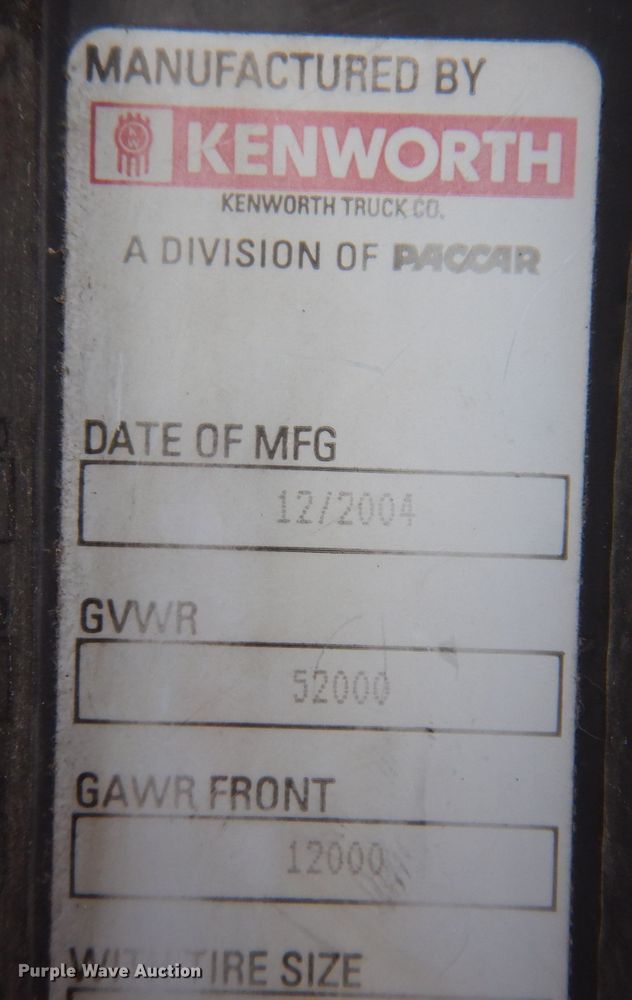 MANUFACTURED BY
KENWORTH
KENWORTH TRUCK CO.
A DIVISION OF PACCAR
DATE OF MFG
12/2004
GVWR
52000
GAWR FRONT
12000
WITH TIRE SIZE
Purple Wave Auction